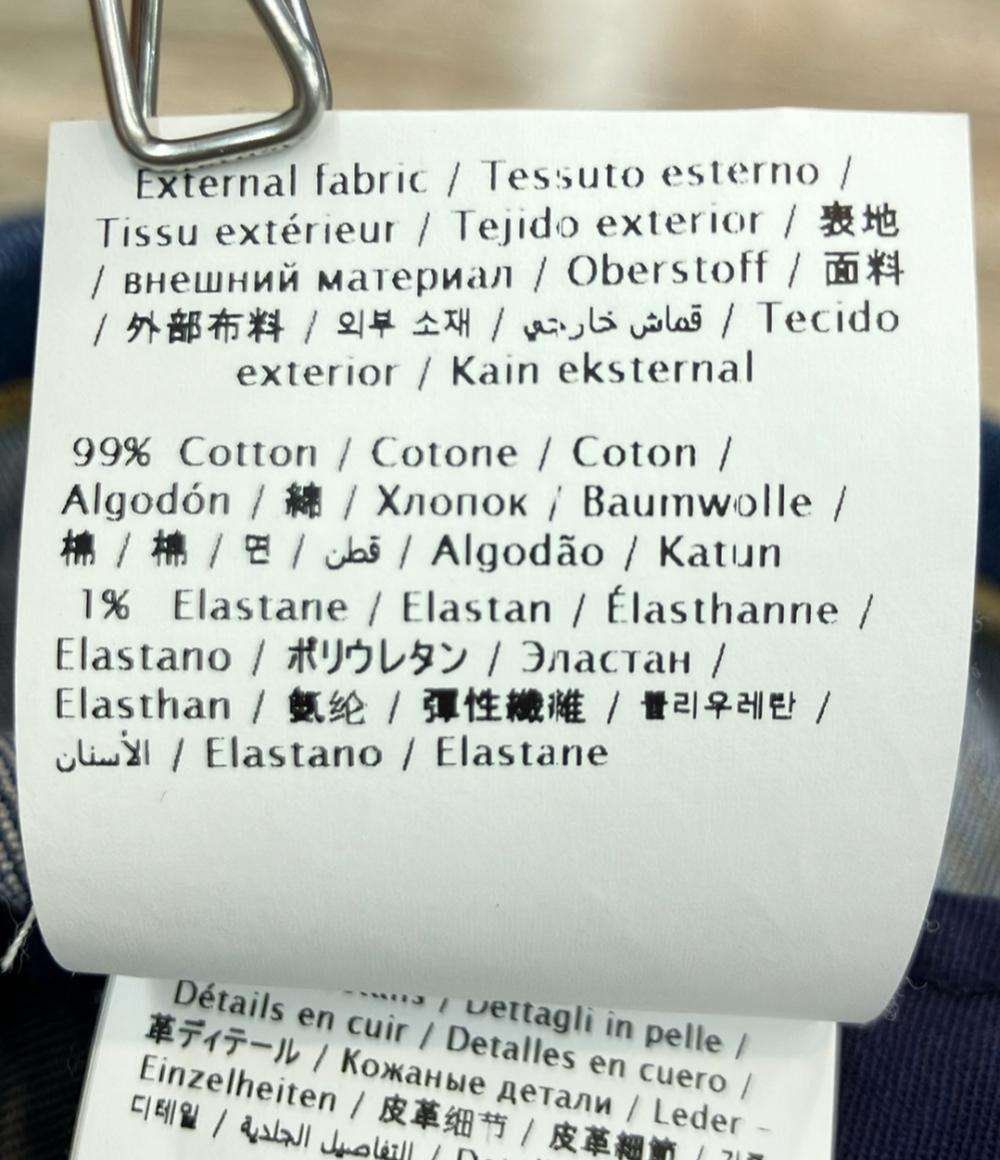 External fabric / Tessuto esterno /
Tissu extérieur / Tejido exterior / 表地
/ внешний материал / Oberstoff / 面料
/ 外部布料 / 외부 소재 / قماش خارجي / Tecido
exterior / Kain eksternal
99% Cotton / Cotone / Coton /
Algodón / 綿 / Хлопок / Baumwolle /
棉 / 棉 / 면 / قطن / Algodão / Katun
1% Elastane / Elastan / Élasthanne /
Elastano / ポリウレタン / Эластан /
Elasthan / 氨纶 / 彈性纖維 / 폴리우레탄 /
الأستان / Elastano / Elastane
/ Dettagli in pelle /
Détails en cuir / Detalles en cuero /
革ディテール / Кожаные детали / Leder -
Einzelheiten / 皮革细节 / 皮革細節 /
디테일 / التفاصيل الجلدية /